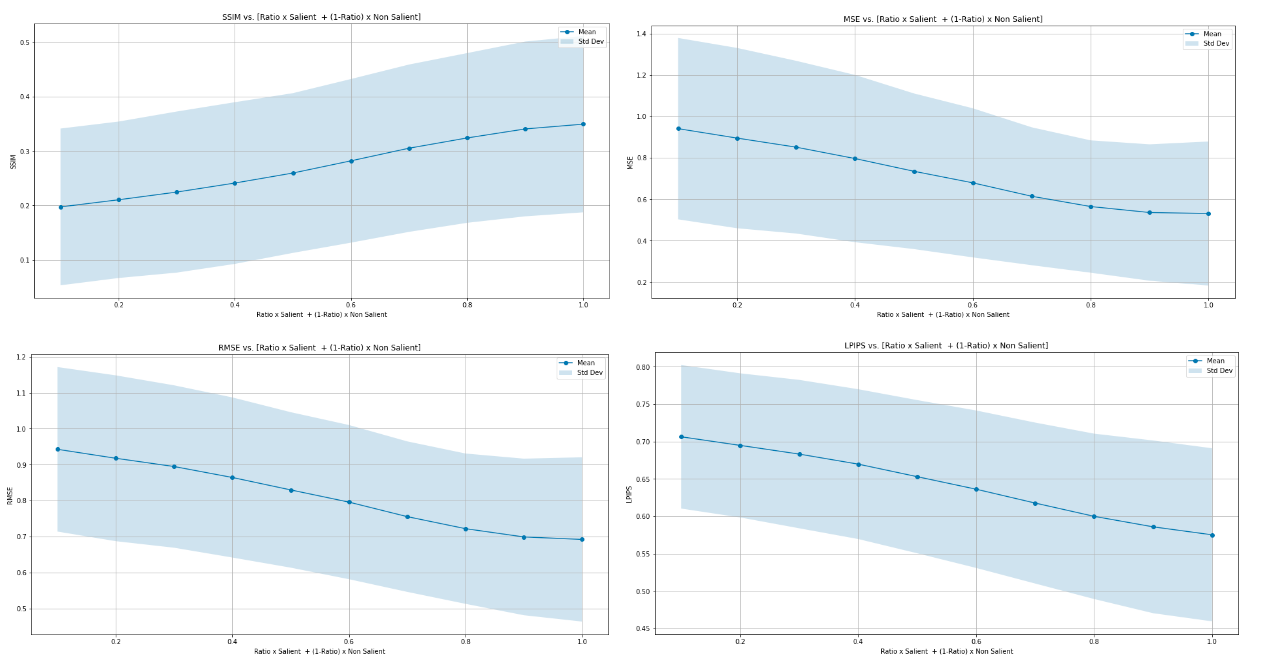 SSIM vs. [Ratio x Salient + (1-Ratio) x Non Salient]
Mean
Std Dev
0.5
0.4
0.3
0.2
0.1
SSIM
0.2
0.4
0.6
0.8
1.0
Ratio x Salient + (1-Ratio) x Non Salient
MSE vs. [Ratio x Salient + (1-Ratio) x Non Salient]
Mean
Std Dev
1.4
1.2
1.0
0.8
0.6
0.4
0.2
MSE
0.2
0.4
0.6
0.8
1.0
Ratio x Salient + (1-Ratio) x Non Salient
RMSE vs. [Ratio x Salient + (1-Ratio) x Non Salient]
Mean
Std Dev
1.2
1.1
1.0
0.9
0.8
0.7
0.6
0.5
RMSE
0.2
0.4
0.6
0.8
1.0
Ratio x Salient + (1-Ratio) x Non Salient
LPIPS vs. [Ratio x Salient + (1-Ratio) x Non Salient]
Mean
Std Dev
0.80
0.75
0.70
0.65
0.60
0.55
0.50
0.45
LPIPS
0.2
0.4
0.6
0.8
1.0
Ratio x Salient + (1-Ratio) x Non Salient